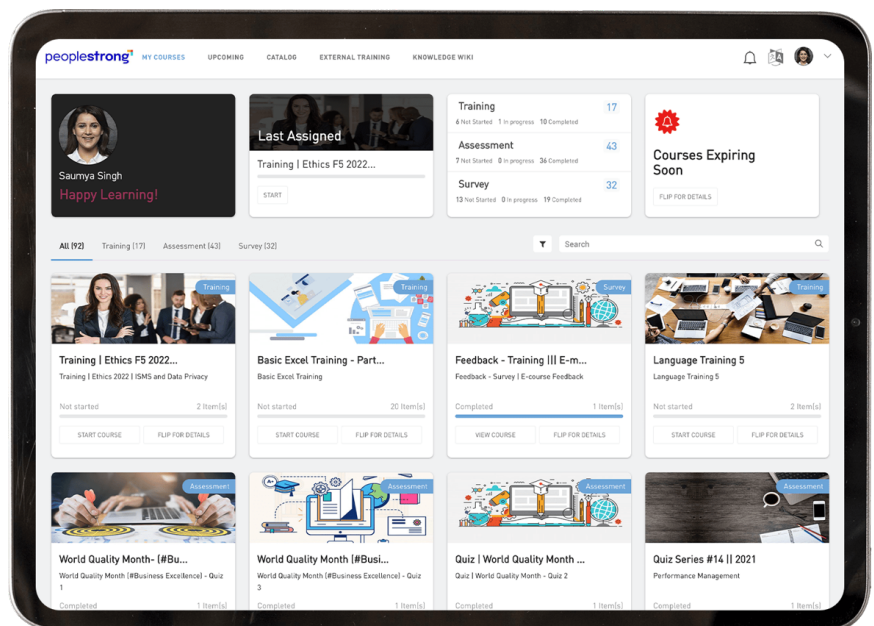 peoplestrong
MY COURSES UPCOMING CATALOG EXTERNAL TRAINING KNOWLEDGE WIKI
Saumya Singh
Happy Learning!
Last Assigned
Training | Ethics F5 2022...
START
Training 17
6 Not Started 1 In progress 10 Completed
Assessment 43
7 Not Started 0 In progress 36 Completed
Survey 32
13 Not Started 0 In progress 19 Completed
Courses Expiring
Soon
FLIP FOR DETAILS
All (92) Training (17) Assessment (43) Survey (32)
Search
Training
Training | Ethics F5 2022...
Training | Ethics 2022 | ISMS and Data Privacy
Not started 2 Item(s)
START COURSE FLIP FOR DETAILS
Training
Basic Excel Training - Part...
Basic Excel Training
Not started 20 Item(s)
START COURSE FLIP FOR DETAILS
Survey
Feedback - Training ||| E-m...
Feedback - Survey | E-course Feedback
Completed 1 Item(s)
VIEW COURSE FLIP FOR DETAILS
Training
Language Training 5
Language Training 5
Not started 2 Item(s)
START COURSE FLIP FOR DETAILS
Assessment
World Quality Month- (#Bu...
World Quality Month (#Business Excellence) - Quiz
1
Completed 1 Item(s)
Assessment
A+
World Quality Month (#Busi...
World Quality Month (#Business Excellence) - Quiz
3
Completed 1 Item(s)
Assessment
Quiz | World Quality Month ...
Quiz | World Quality Month - Quiz 2
Completed 1 Item(s)
Assessment
Quiz Series #14 || 2021
Performance Management
Completed 1 Item(s)